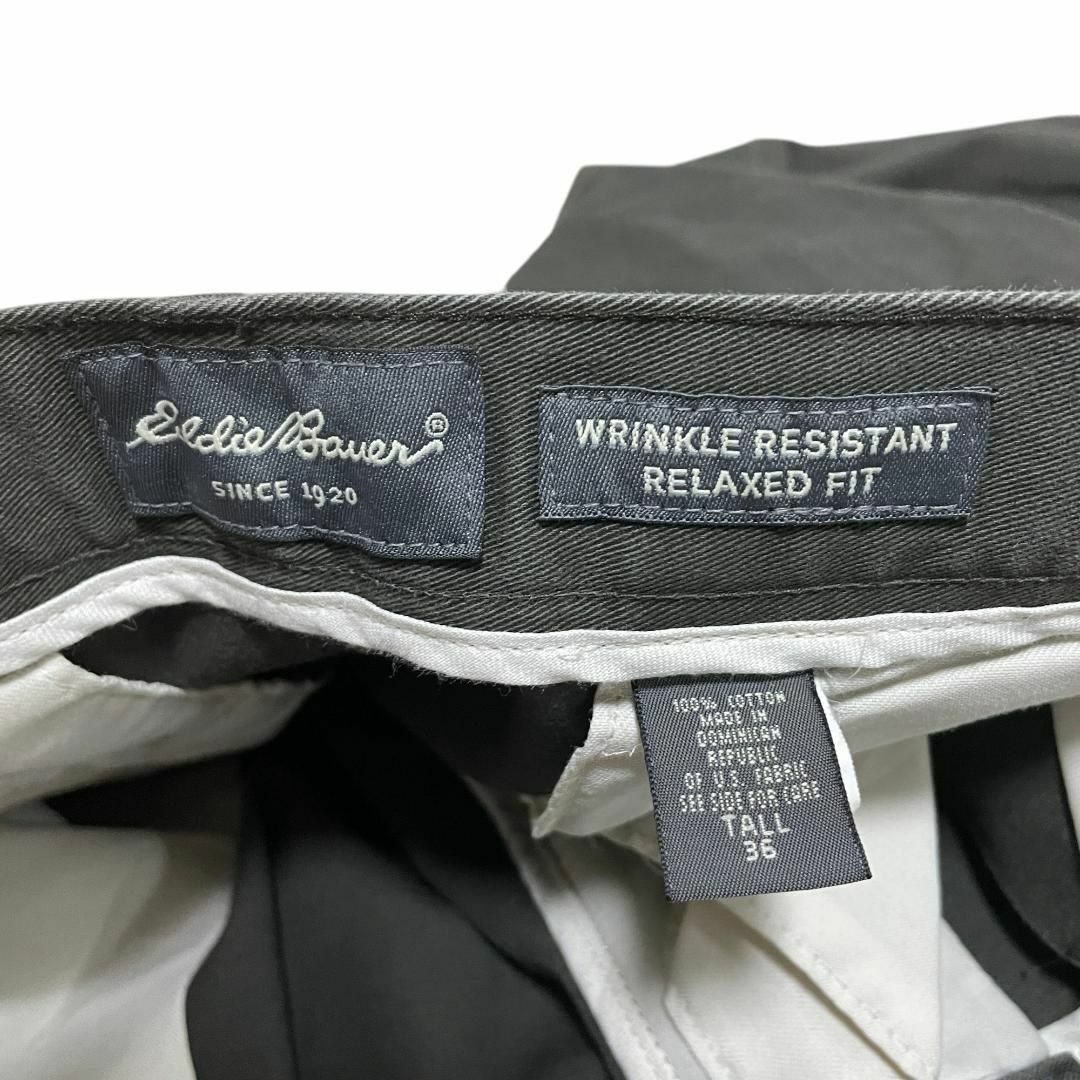 Eddie Bauer®
SINCE 1920
WRINKLE RESISTANT
RELAXED FIT
100% COTTON
MADE IN
DOMINICAN
REPUBLIC
OF U.S. FABRIC
SEE SIDE FOR CARE
TALL
36